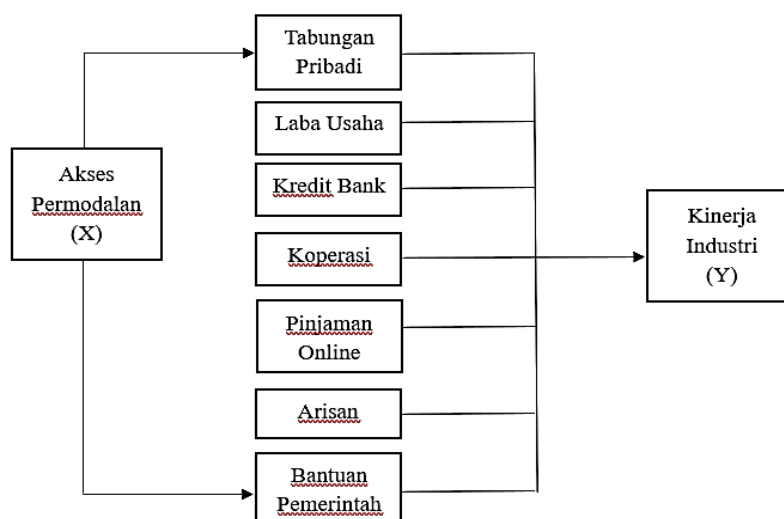 Tabungan
Pribadi
Laba Usaha
Akses
Permodalan
(X)
Kredit Bank
Kinerja
Industri
(Y)
Koperasi
Pinjaman
Online
Arisan
Bantuan
Pemerintah